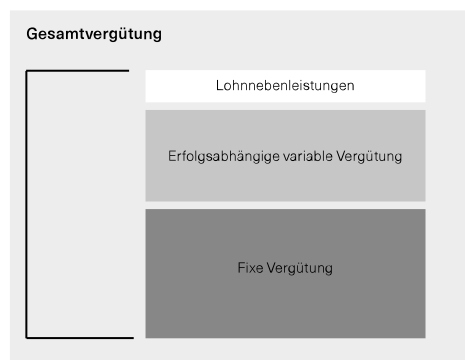 Gesamtvergütung
Lohnnebenleistungen
Erfolgsabhängige variable Vergütung
Fixe Vergütung